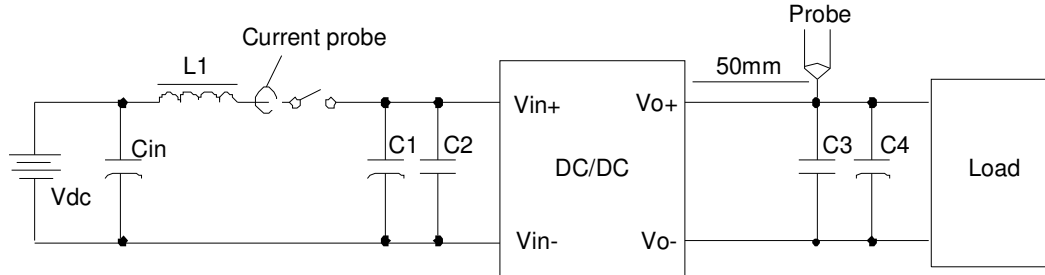 Probe
Current probe
L1
50mm
Vin+
Vo+
Cin
C1
C2
C3
C4
DC/DC
Load
Vdc
Vin-
Vo-